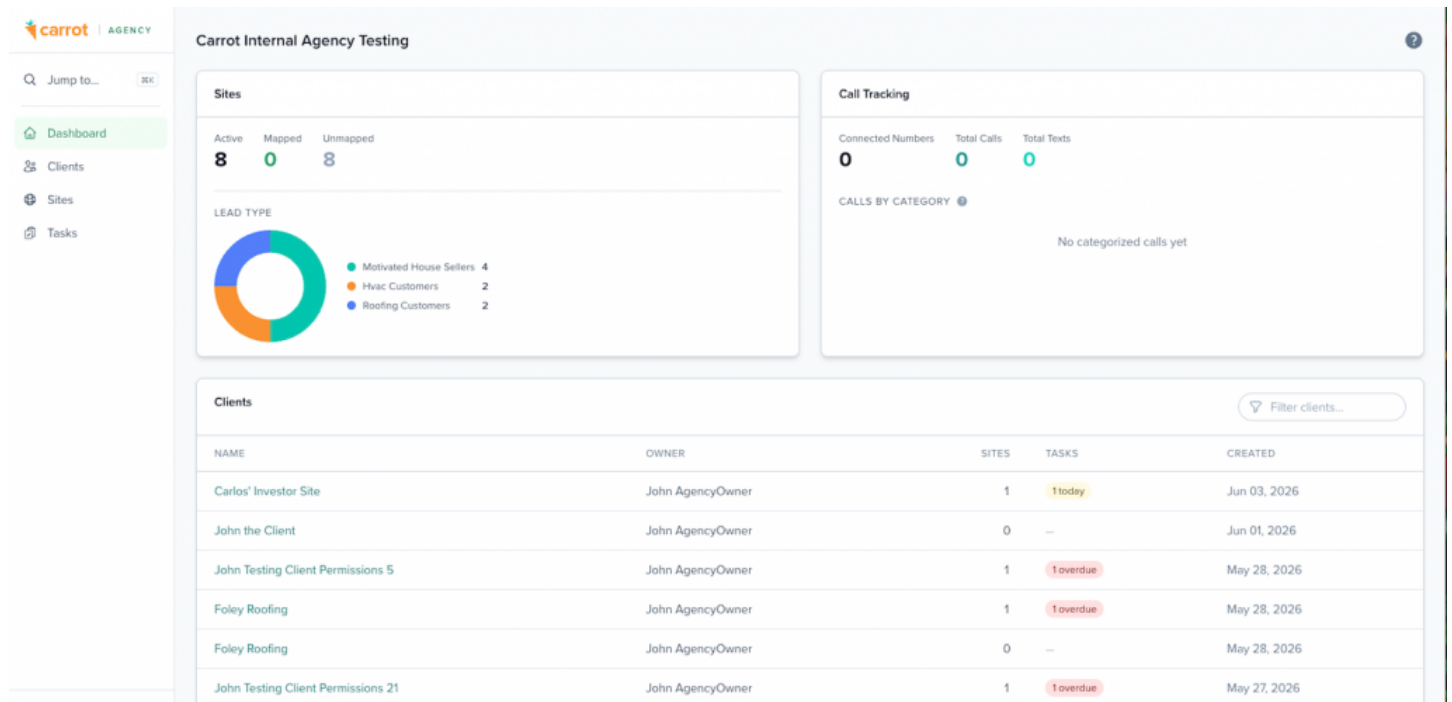 carrot | AGENCY
Jump to...
⌘K
Dashboard
Clients
Sites
Tasks
Carrot Internal Agency Testing
?
Sites
Active Mapped Unmapped
8 0 8
LEAD TYPE
Motivated House Sellers 4
Hvac Customers 2
Roofing Customers 2
Call Tracking
Connected Numbers Total Calls Total Texts
0 0 0
CALLS BY CATEGORY ?
No categorized calls yet
Clients
Filter clients...
NAME OWNER SITES TASKS CREATED
Carlos' Investor Site John AgencyOwner 1 1 today Jun 03, 2026
John the Client John AgencyOwner 0 – Jun 01, 2026
John Testing Client Permissions 5 John AgencyOwner 1 1 overdue May 28, 2026
Foley Roofing John AgencyOwner 1 1 overdue May 28, 2026
Foley Roofing John AgencyOwner 0 – May 28, 2026
John Testing Client Permissions 21 John AgencyOwner 1 1 overdue May 27, 2026